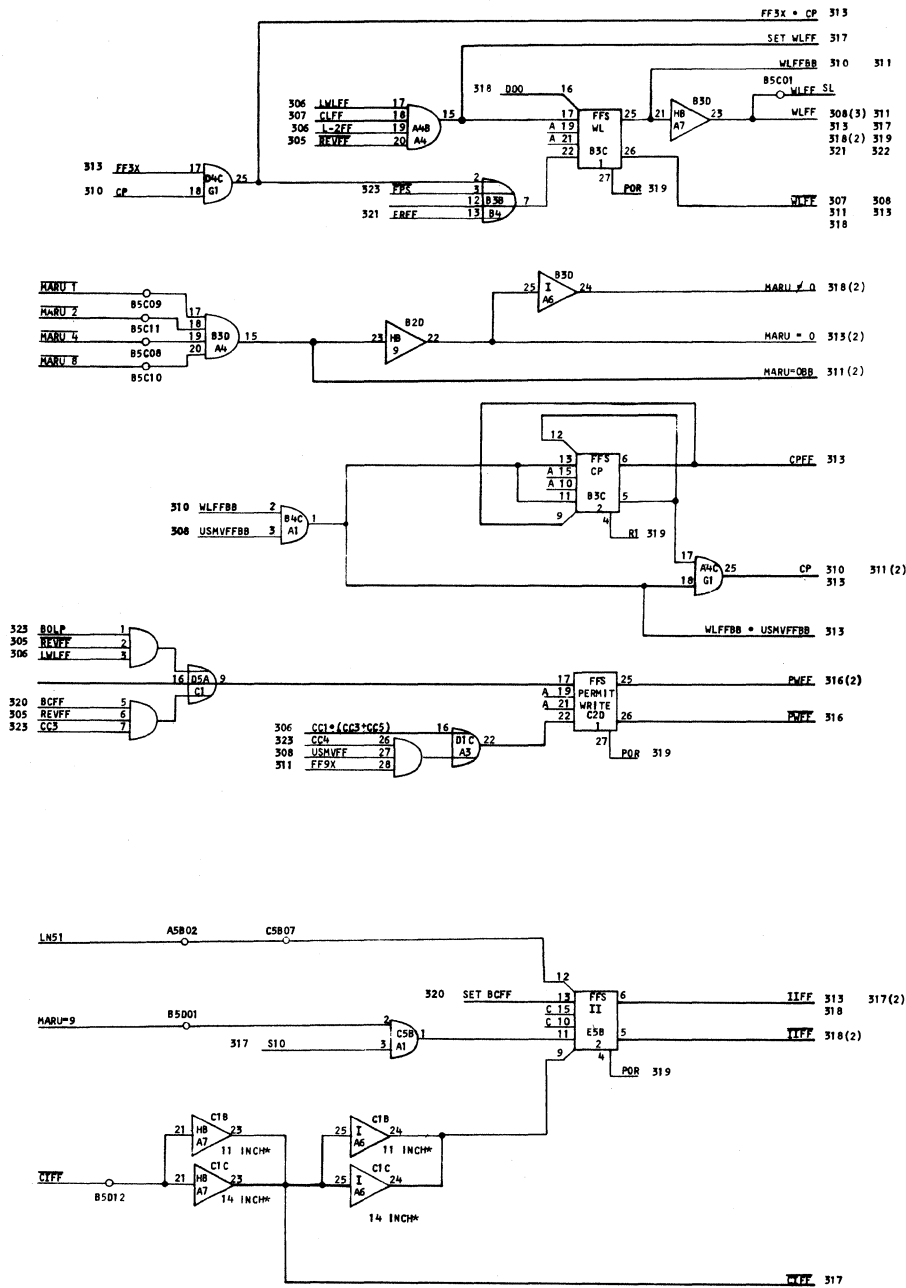 FF3X • CP 313
SET WLFF 317
WLFFBB 310 311
B5C01
WLFF SL
318 DD0 16
306 LWLFF 17
307 CLFF 18
306 L-2FF 19
305 REVFF 20
A4B
A4
15
17 FFS 25
A 19 WL
A 21
22 B3C 26
1
27 POR 319
21 HB A7 23
B3D
WLFF 308(3) 311
313 317
318(2) 319
321 322
WLFF 307 308
311 313
318
313 FF3X 17
310 CP 18
D4C
G1
25
2
323 FPS 3
12
321 ERFF 13
B3B
B4
7
MARU 1
B5C09
MARU 2
B5C11
MARU 4
B5C08
MARU 8
B5C10
17
18
19
20
B3D
A4
15
B2D
23 HB 9 22
B3D
25 I A6 24
MARU ≠ 0 318(2)
MARU = 0 313(2)
MARU=0BB 311(2)
12
13 FFS 6
A 15 CP
A 10
11 B3C 5
9 2
4 R1 319
CPFF 313
310 WLFFBB 2
308 USMVFFBB 3
B4C
A1
1
17
18
A4C
G1
25
CP 310 311(2)
313
WLFFBB • USMVFFBB 313
323 BOLP 1
305 REVFF 2
306 LWLFF 3
16 D5A 9
C1
320 BCFF 5
305 REVFF 6
323 CC3 7
306 CC1•(CC3+CC5) 16
323 CC4 26
308 USMVFF 27
311 FF9X 28
D1C
A3
22
17 FFS 25
A 19 PERMIT
A 21 WRITE
22 C2D 26
1
27 POR 319
PWFF 316(2)
PWFF 316
LN51
A5B02
C5B07
12
320 SET BCFF 13 FFS 6
C 15 II
C 10
11 E5B 5
9 2
4 POR 319
IIFF 313 317(2)
318
IIFF 318(2)
MARU=9
B5D01
2
317 S10 3
C5B
A1
1
CIFF
B5D12
C1B
21 HB A7 23
11 INCH*
C1C
21 HB A7 23
14 INCH*
C1B
25 I A6 24
11 INCH*
C1C
25 I A6 24
14 INCH*
CIFF 317